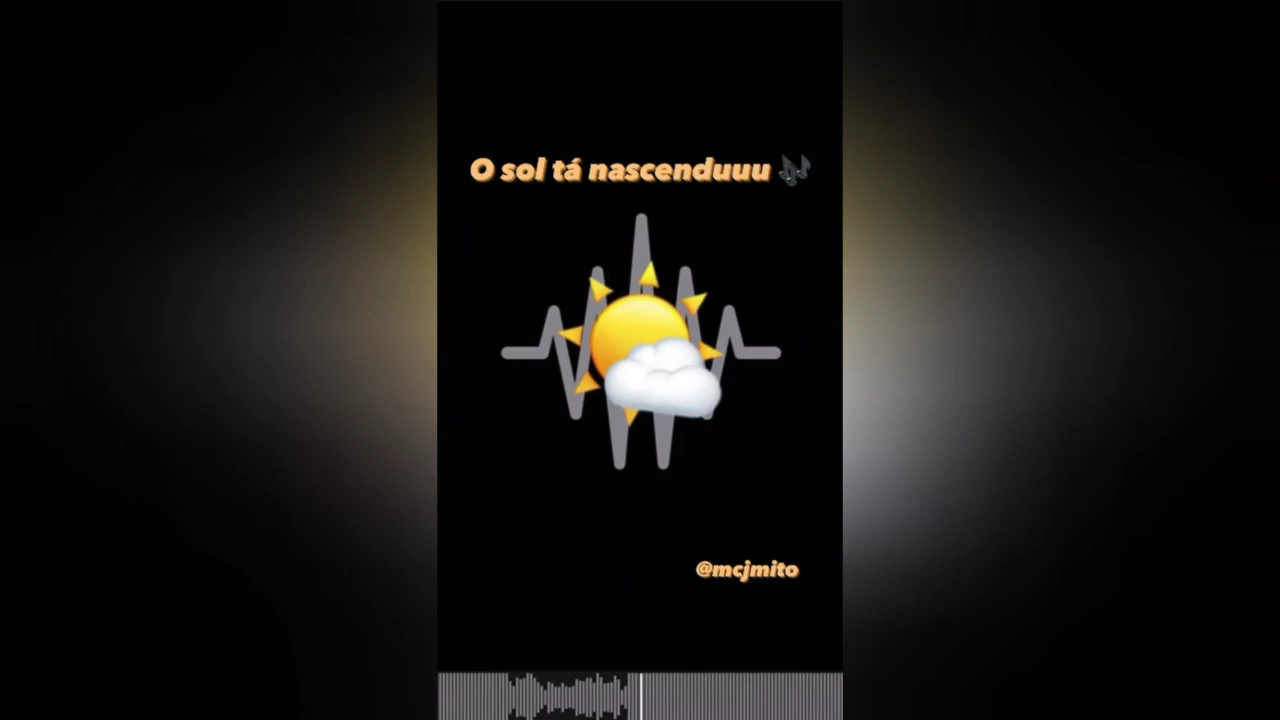 O sol tá nascenduuu 🎶
@mcjmito